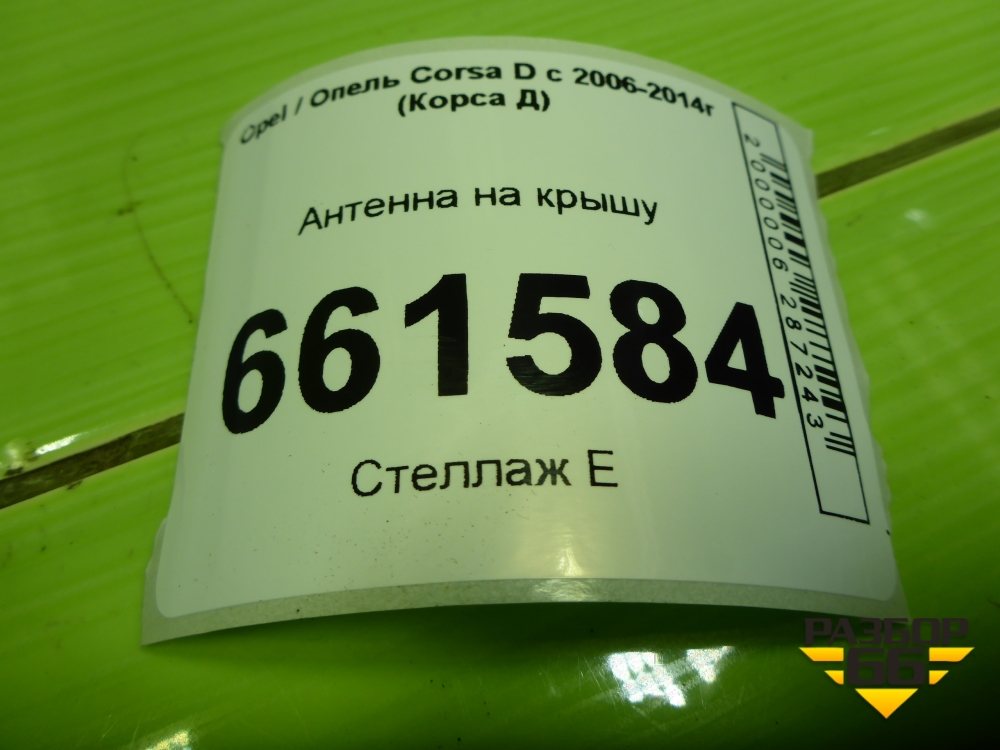 Opel / Опель Corsa D с 2006-2014г
(Корса Д)
Антенна на крышу
661584
Стеллаж Е
2000006287243
РАЗБОР
66